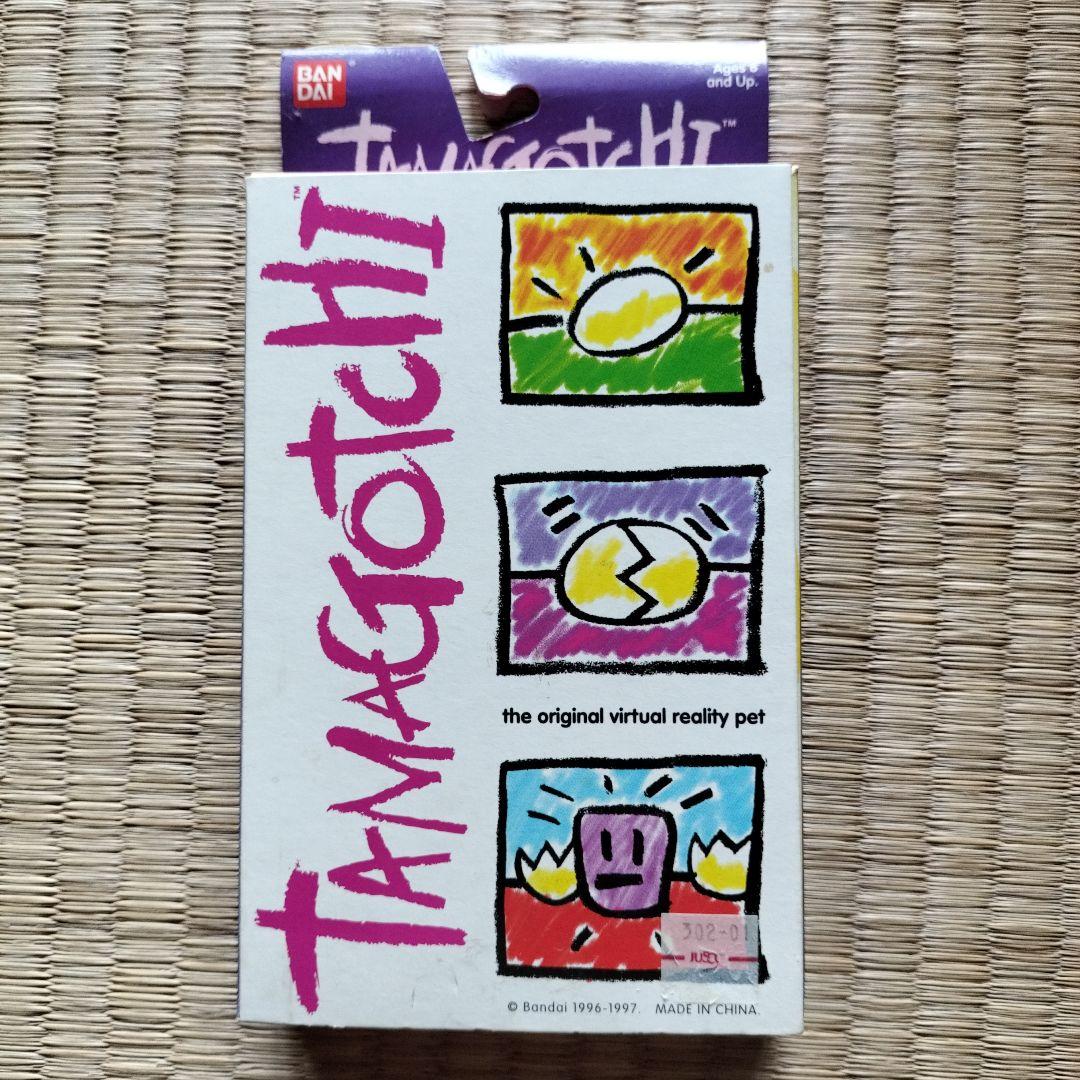 BAN
DAI®
Ages 8
and Up.
TAMAGOTCHI™
TAMAGOTCHI™
the original virtual reality pet
302-01
JUSCO
© Bandai 1996-1997. MADE IN CHINA.